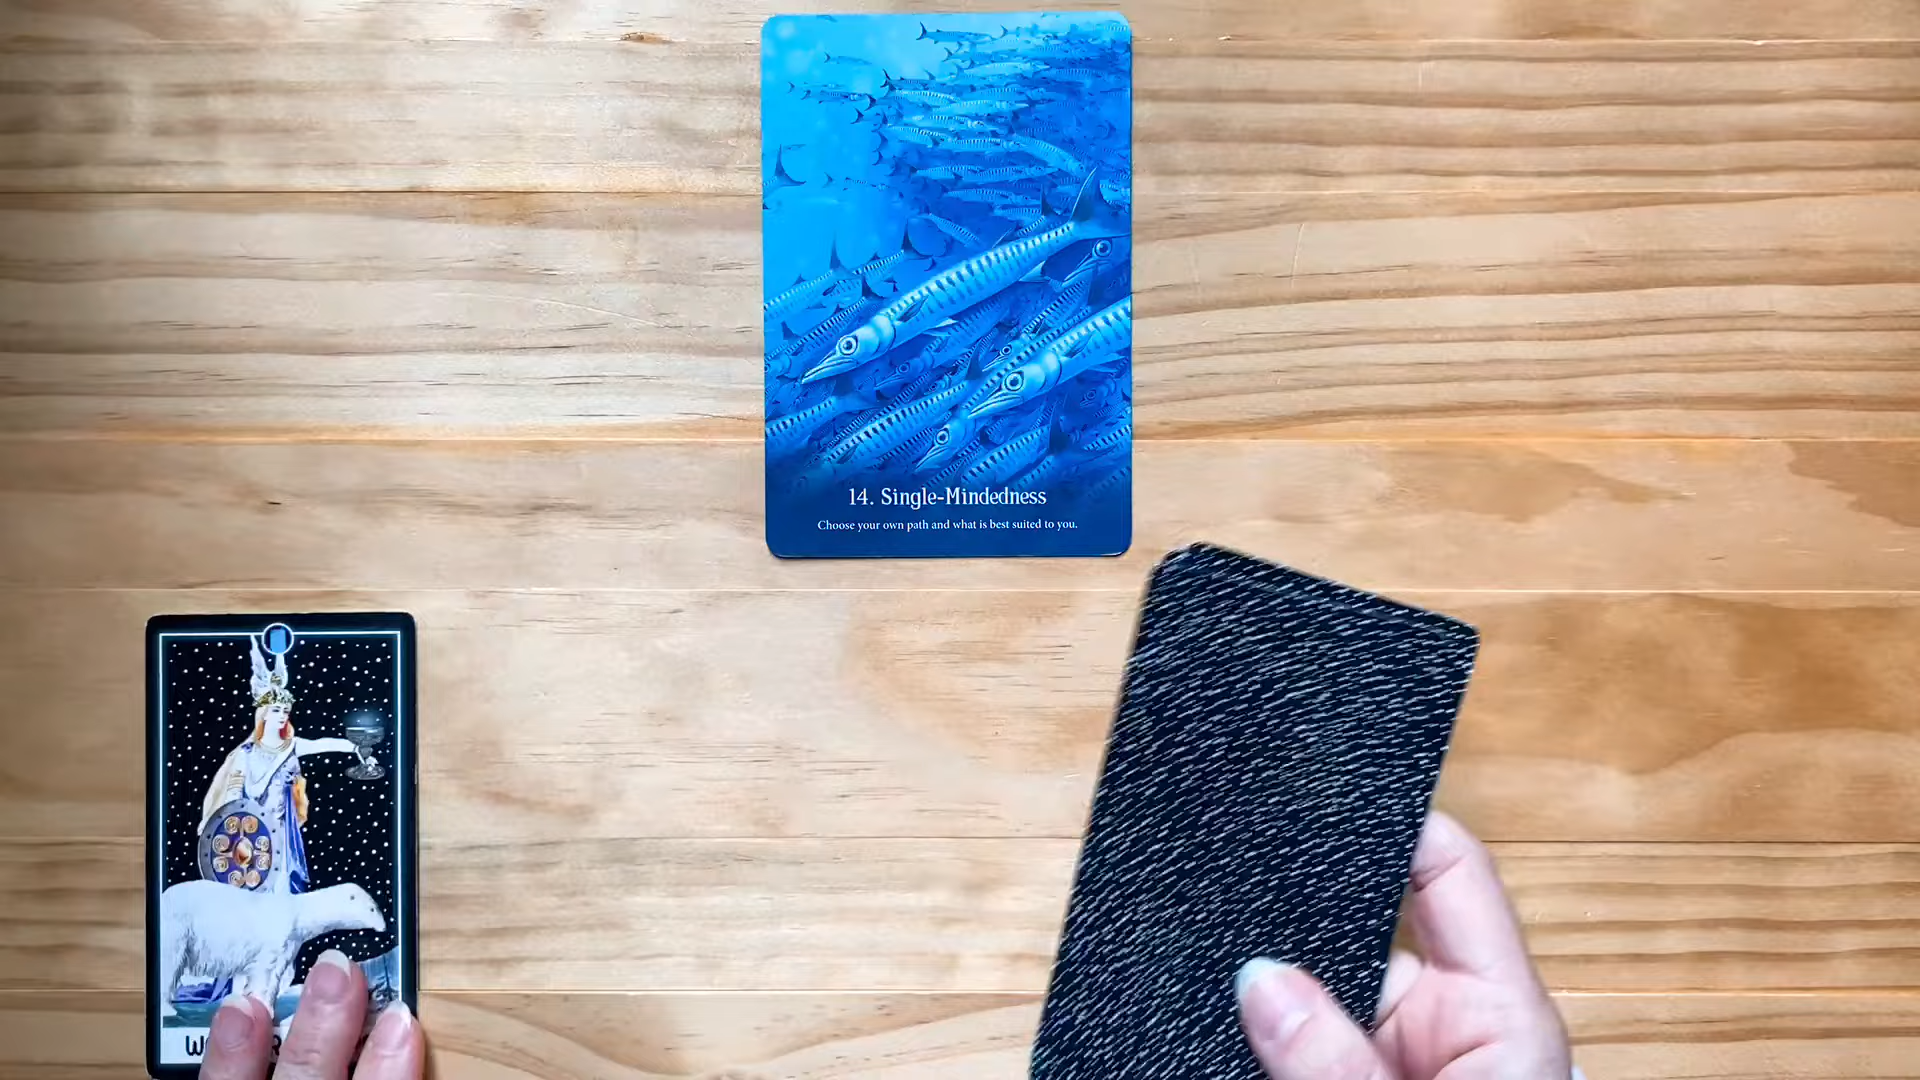 14. Single-Mindedness
Choose your own path and what is best suited to you.